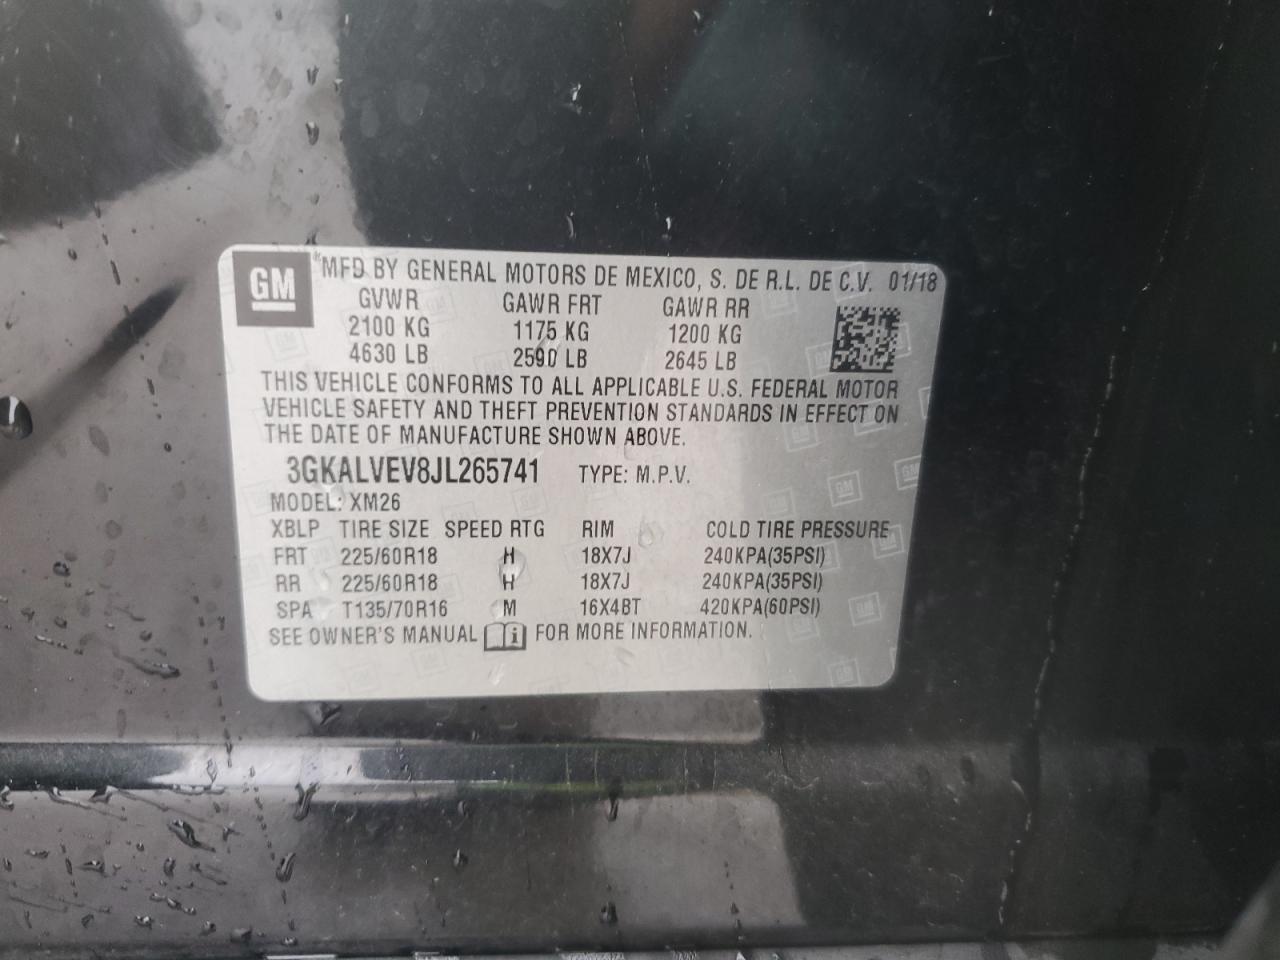 GM *MFD BY GENERAL MOTORS DE MEXICO, S. DE R.L. DE C.V. 01/18
GVWR GAWR FRT GAWR RR
2100 KG 1175 KG 1200 KG
4630 LB 2590 LB 2645 LB
THIS VEHICLE CONFORMS TO ALL APPLICABLE U.S. FEDERAL MOTOR
VEHICLE SAFETY AND THEFT PREVENTION STANDARDS IN EFFECT ON
THE DATE OF MANUFACTURE SHOWN ABOVE.
3GKALVEV8JL265741 TYPE: M.P.V.
MODEL: XM26
XBLP TIRE SIZE SPEED RTG RIM COLD TIRE PRESSURE
FRT 225/60R18 H 18X7J 240KPA(35PSI)
RR 225/60R18 H 18X7J 240KPA(35PSI)
SPA T135/70R16 M 16X4BT 420KPA(60PSI)
SEE OWNER'S MANUAL i FOR MORE INFORMATION.